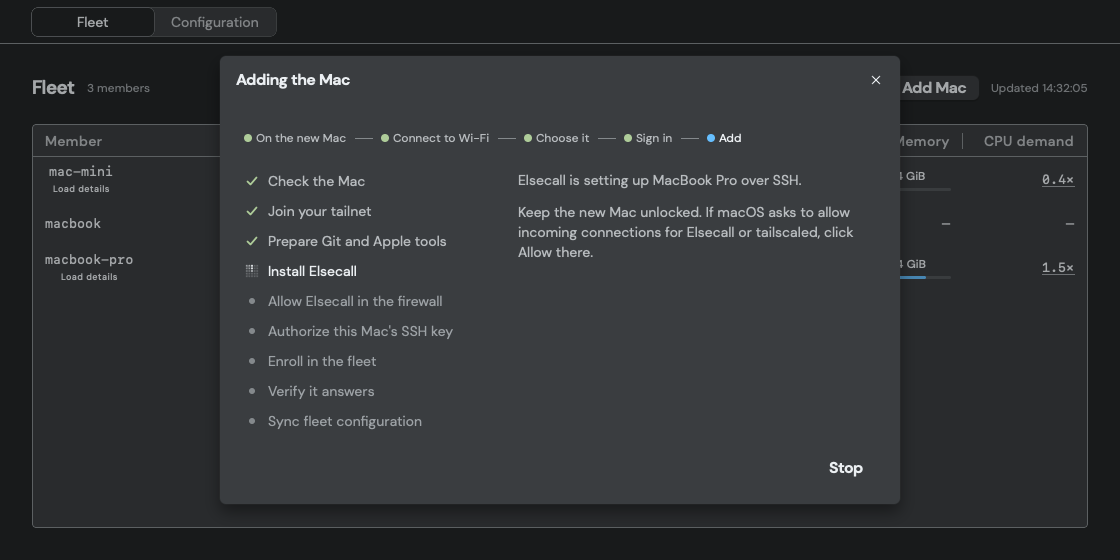 Fleet
Configuration
Fleet
3 members
Add Mac
Updated 14:32:05
Member
Memory
CPU demand
mac-mini
Load details
GiB
0.4×
macbook
—
—
macbook-pro
Load details
GiB
1.5×
Adding the Mac
×
On the new Mac
Connect to Wi-Fi
Choose it
Sign in
Add
Check the Mac
Join your tailnet
Prepare Git and Apple tools
Install Elsecall
Allow Elsecall in the firewall
Authorize this Mac's SSH key
Enroll in the fleet
Verify it answers
Sync fleet configuration
Elsecall is setting up MacBook Pro over SSH.
Keep the new Mac unlocked. If macOS asks to allow
incoming connections for Elsecall or tailscaled, click
Allow there.
Stop